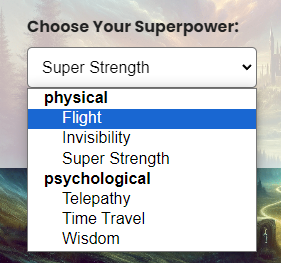 Choose Your Superpower:
Super Strength
physical
Flight
Invisibility
Super Strength
psychological
Telepathy
Time Travel
Wisdom